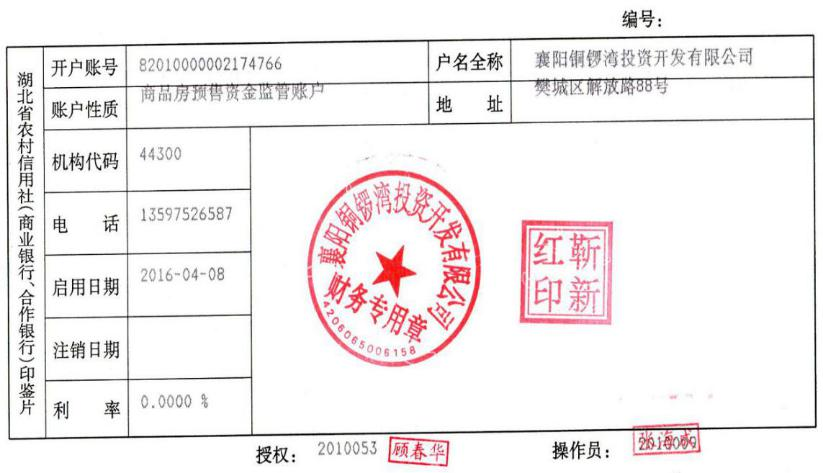 编号：
湖北省农村信用社（商业银行、合作银行）印鉴片
开户账号 82010000002174766 户名全称 襄阳铜锣湾投资开发有限公司
账户性质 商品房预售资金监管账户 地 址 樊城区解放路88号
机构代码 44300
电 话 13597526587
启用日期 2016-04-08
注销日期
利 率 0.0000 %
襄阳铜锣湾投资开发有限公司
财务专用章
4206065006158
靳新
红印
授权： 2010053 顾春华 操作员：